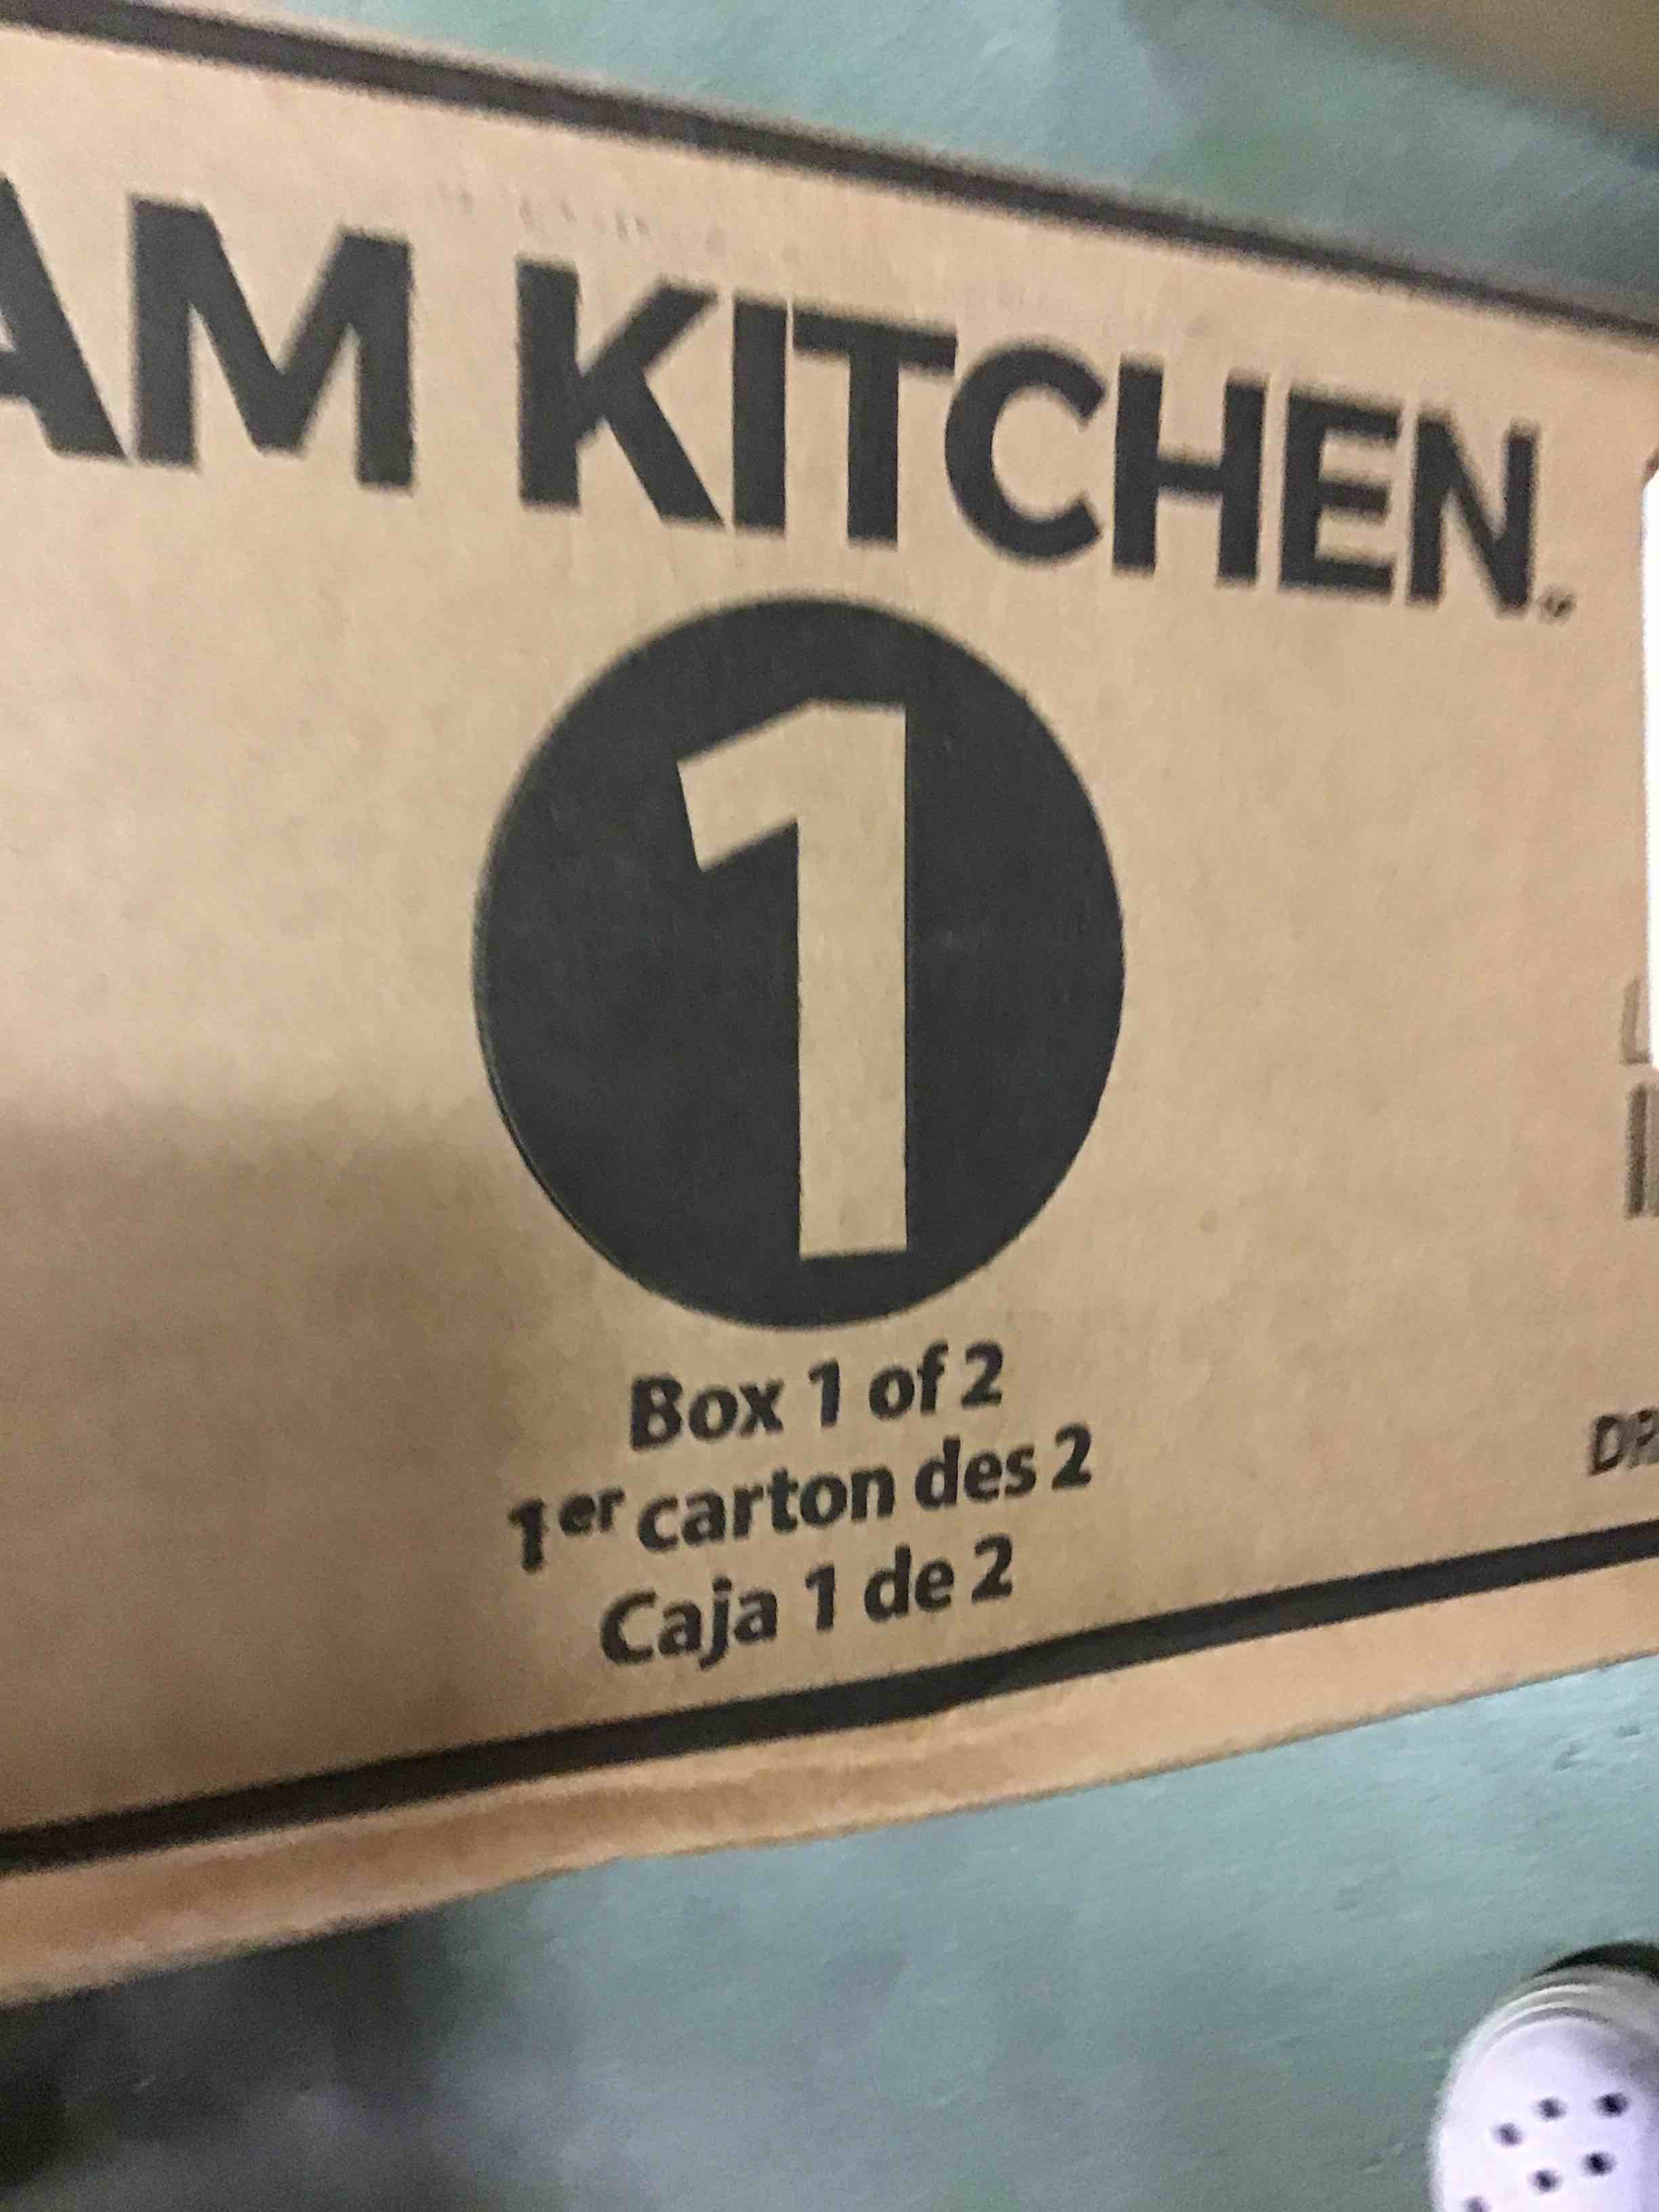 AM KITCHEN
1
Box 1 of 2
1er carton des 2
Caja 1 de 2